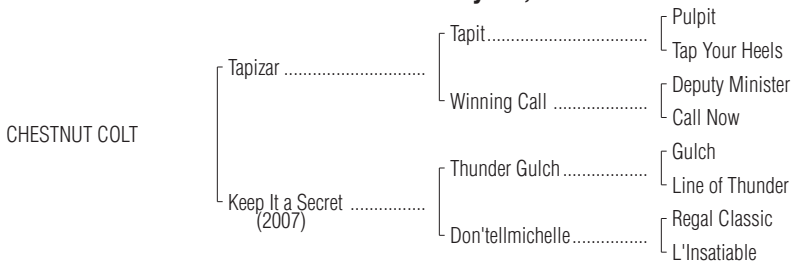 Pulpit
Tapit................................
Tap Your Heels
Tapizar ............................
Deputy Minister
Winning Call ...................
Call Now
CHESTNUT COLT
Gulch
Thunder Gulch.................
Line of Thunder
Keep It a Secret ...............
(2007)
Regal Classic
Don'tellmichelle...............
L'Insatiable